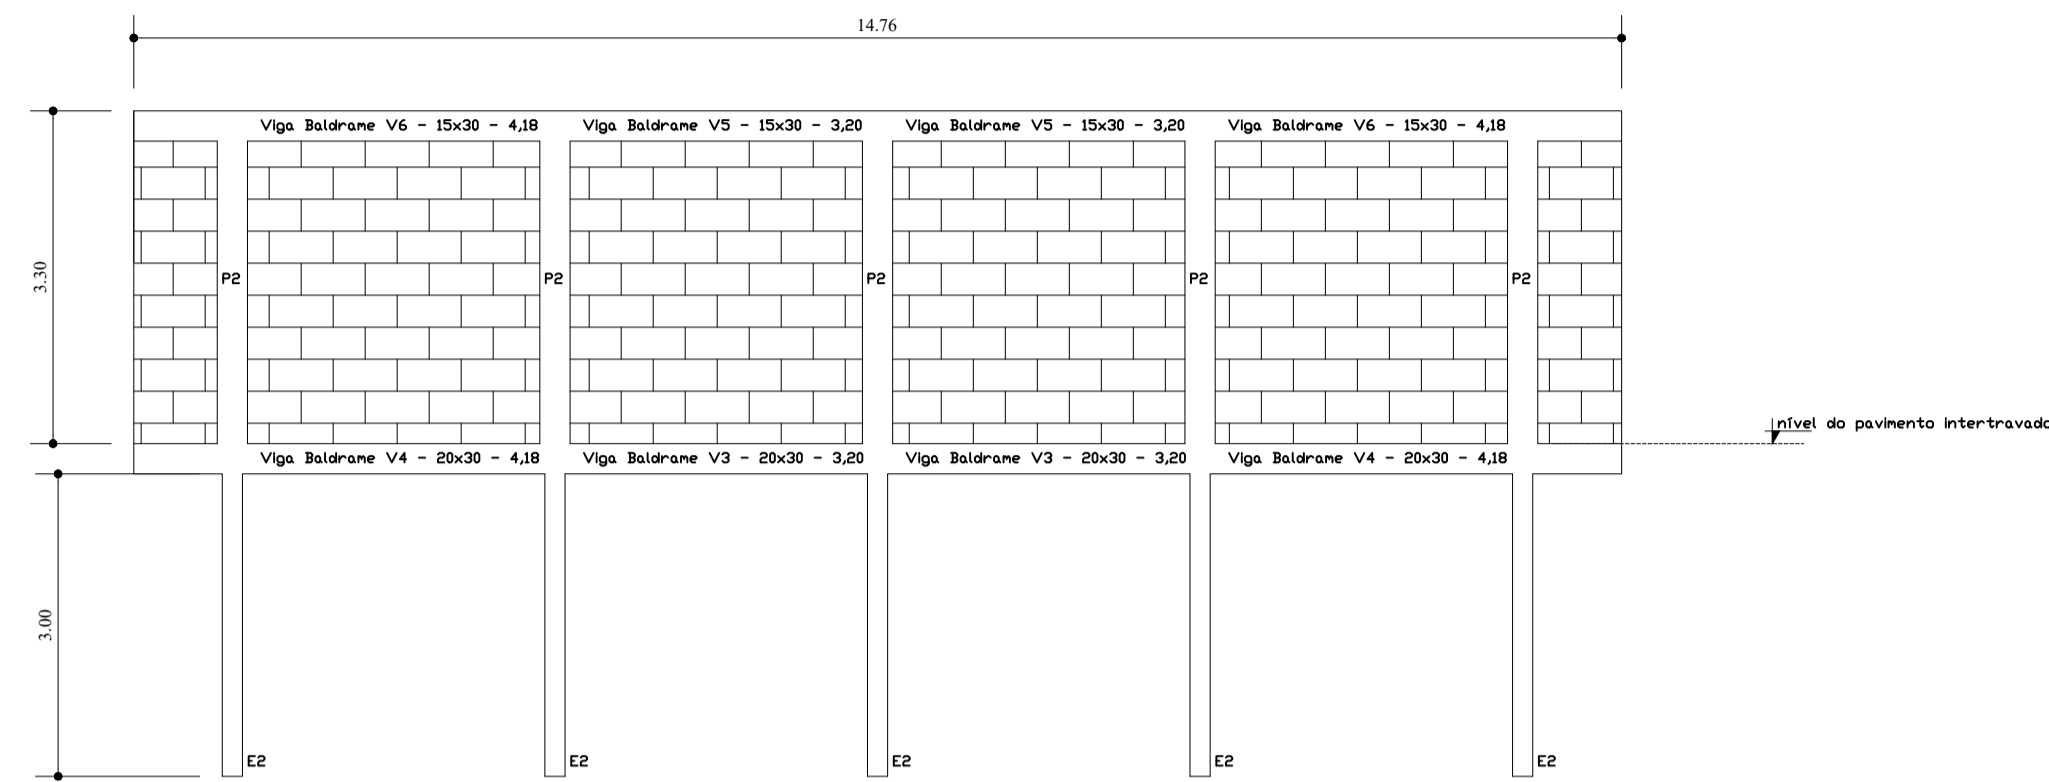 14.76
Viga Baldrame V6 - 15x30 - 4,18
Viga Baldrame V5 - 15x30 - 3,20
Viga Baldrame V5 - 15x30 - 3,20
Viga Baldrame V6 - 15x30 - 4,18
3.30
P2
P2
P2
P2
P2
nível do pavimento intertravado
Viga Baldrame V4 - 20x30 - 4,18
Viga Baldrame V3 - 20x30 - 3,20
Viga Baldrame V3 - 20x30 - 3,20
Viga Baldrame V4 - 20x30 - 4,18
3.00
E2
E2
E2
E2
E2